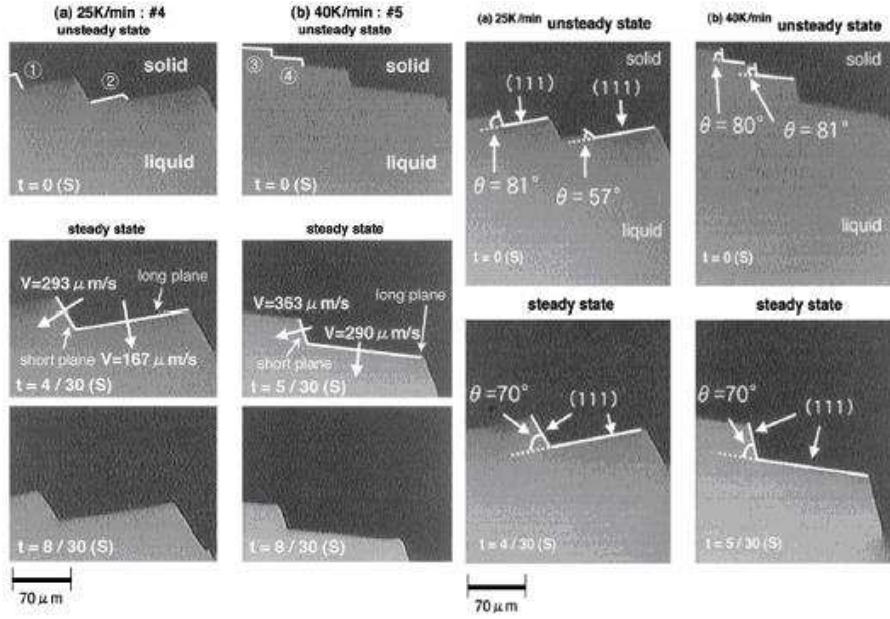 (a) 25K/min : #4
unsteady state
①
②
solid
liquid
t = 0 (S)
(b) 40K/min : #5
unsteady state
③
④
solid
liquid
t = 0 (S)
steady state
V=293 μ m/s
long plane
short plane
V=167 μ m/s
t = 4 / 30 (S)
steady state
long plane
V=363 μ m/s
V=290 μ m/s
short plane
t = 5 / 30 (S)
t = 8 / 30 (S)
t = 8 / 30 (S)
70 μm
(a) 25K/min unsteady state
solid
(111)
(111)
θ = 81°
θ = 57°
liquid
t = 0 (S)
(b) 40K/min unsteady state
solid
θ = 80°
θ = 81°
liquid
t = 0 (S)
steady state
θ =70°
(111)
t = 4 / 30 (S)
steady state
θ =70°
(111)
t = 5 / 30 (S)
70 μm